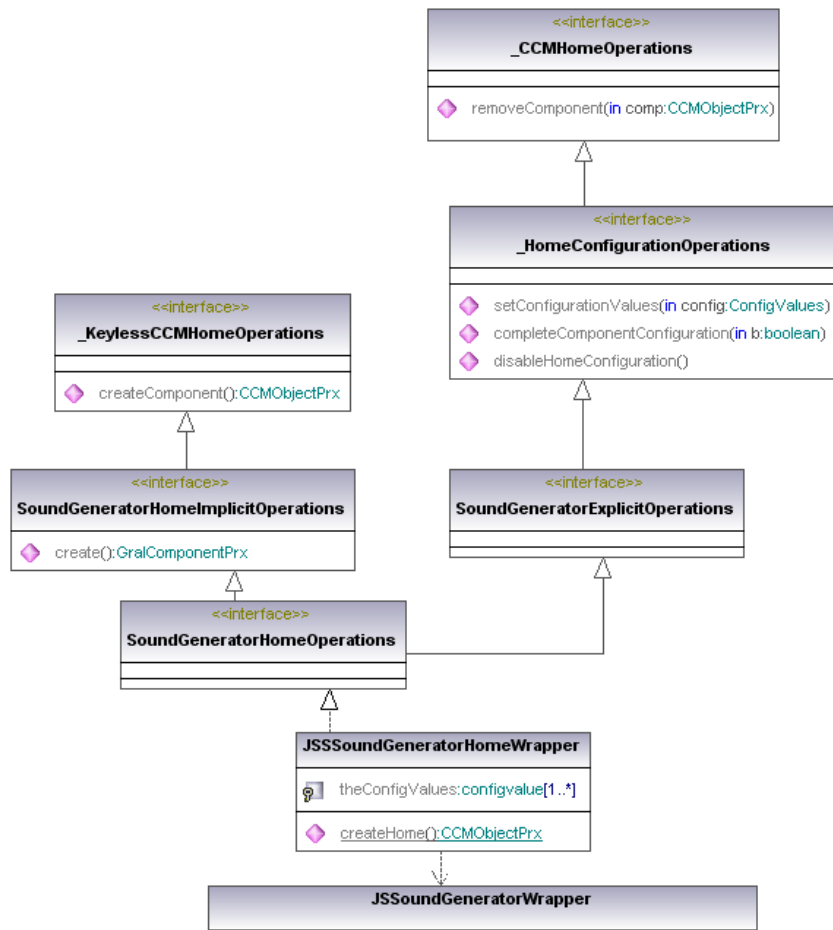 <<interface>>
_CCMHomeOperations
removeComponent(in comp:CCMObjectPrx)
<<interface>>
_HomeConfigurationOperations
setConfigurationValues(in config:ConfigValues)
completeComponentConfiguration(in b:boolean)
disableHomeConfiguration()
<<interface>>
_KeylessCCMHomeOperations
createComponent():CCMObjectPrx
<<interface>>
SoundGeneratorHomeImplicitOperations
create():GralComponentPrx
<<interface>>
SoundGeneratorExplicitOperations
<<interface>>
SoundGeneratorHomeOperations
JSSSoundGeneratorHomeWrapper
theConfigValues:configvalue[1..*]
createHome():CCMObjectPrx
JSSoundGeneratorWrapper